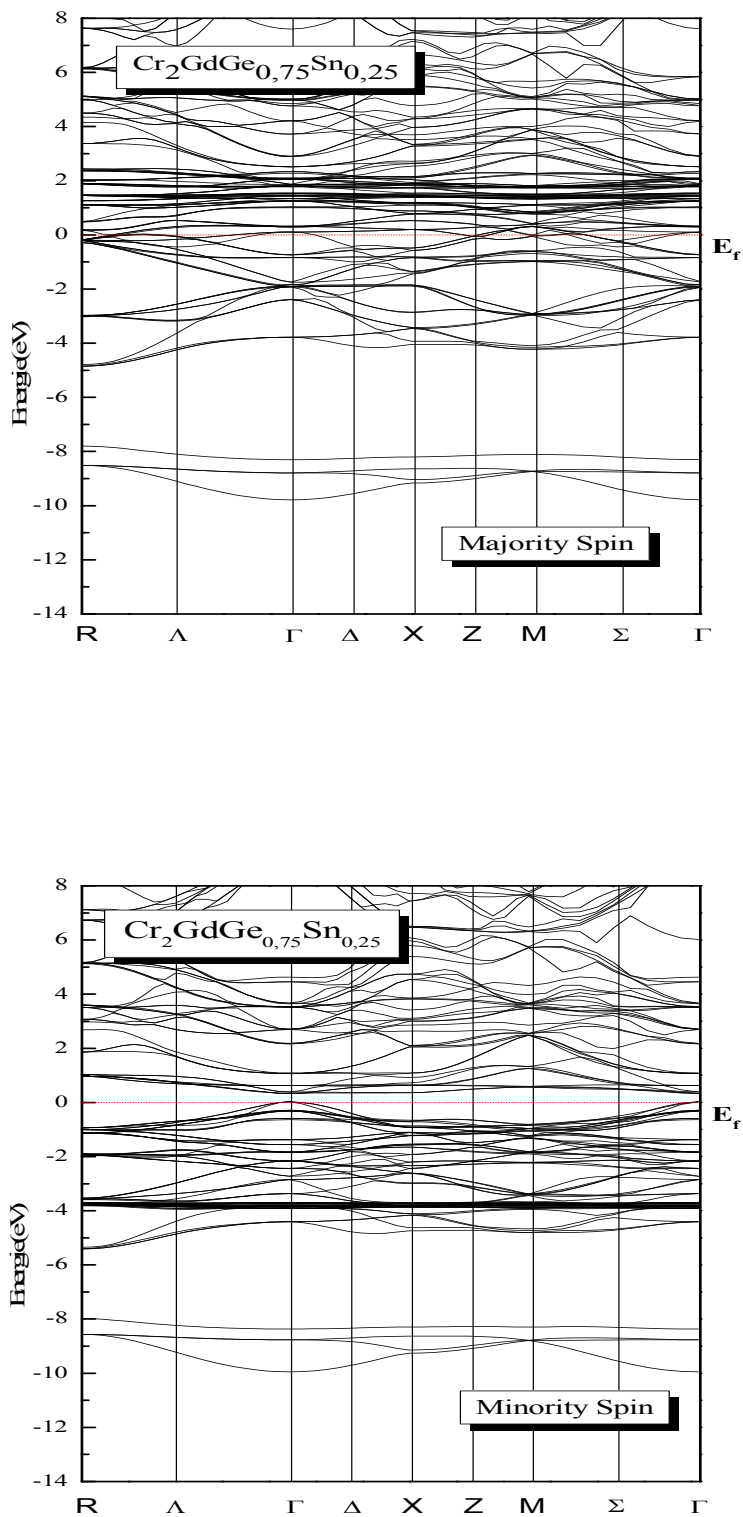 8
Cr₂GdGe₀,₇₅Sn₀,₂₅
6
4
2
0
E_f
-2
-4
Energie(eV)
-6
-8
-10
Majority Spin
-12
-14
R Λ Γ Δ X Z M Σ Γ
8
Cr₂GdGe₀,₇₅Sn₀,₂₅
6
4
2
0
E_f
-2
-4
-6
Energie(eV)
-8
-10
Minority Spin
-12
-14
R Λ Γ Δ X Z M Σ Γ